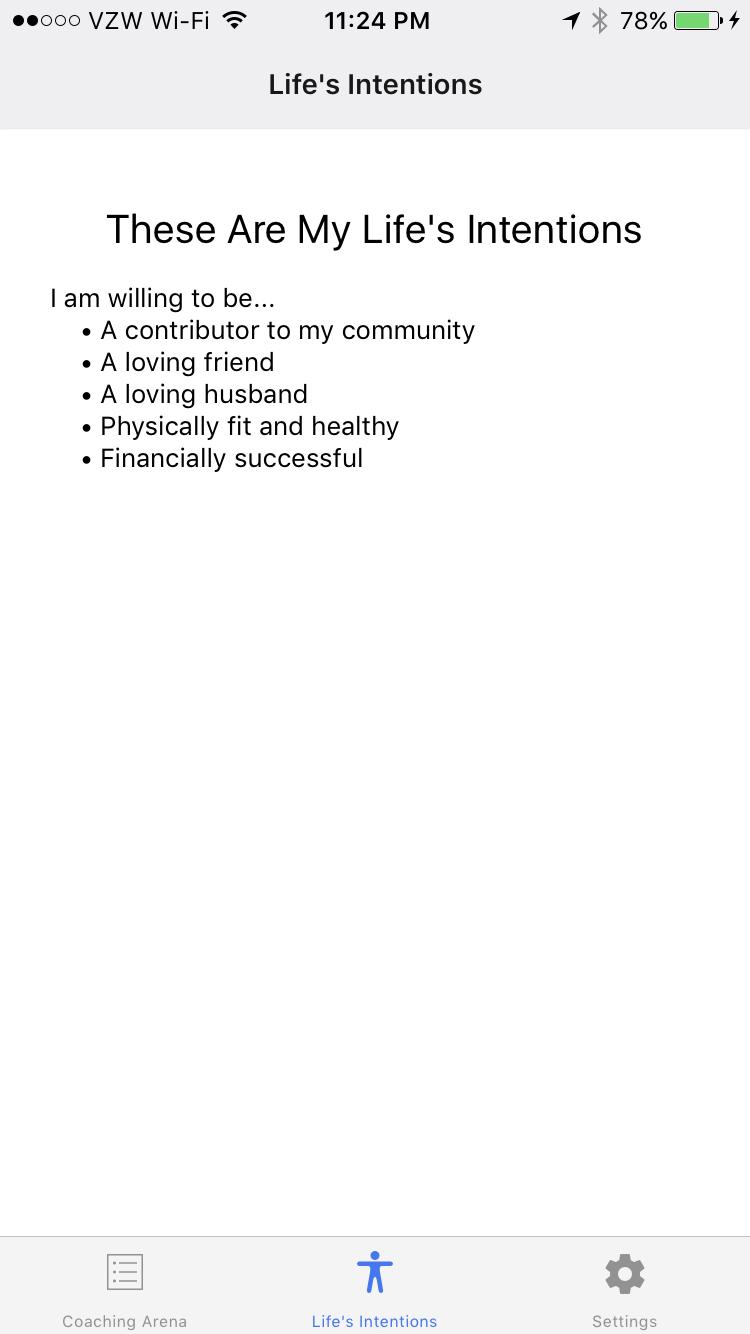 VZW Wi-Fi 11:24 PM 78%
Life's Intentions
These Are My Life's Intentions
I am willing to be...
• A contributor to my community
• A loving friend
• A loving husband
• Physically fit and healthy
• Financially successful
Coaching Arena Life's Intentions Settings